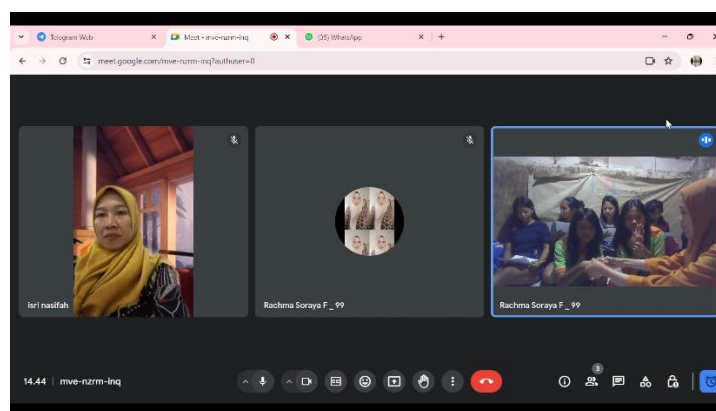 Telegram Web
Meet - mve-nzrm-inq
(35) WhatsApp
meet.google.com/mve-nzrm-inq?authuser=0
isri nasifah
Rachma Soraya F _ 99
Rachma Soraya F _ 99
3
14.44 | mve-nzrm-inq